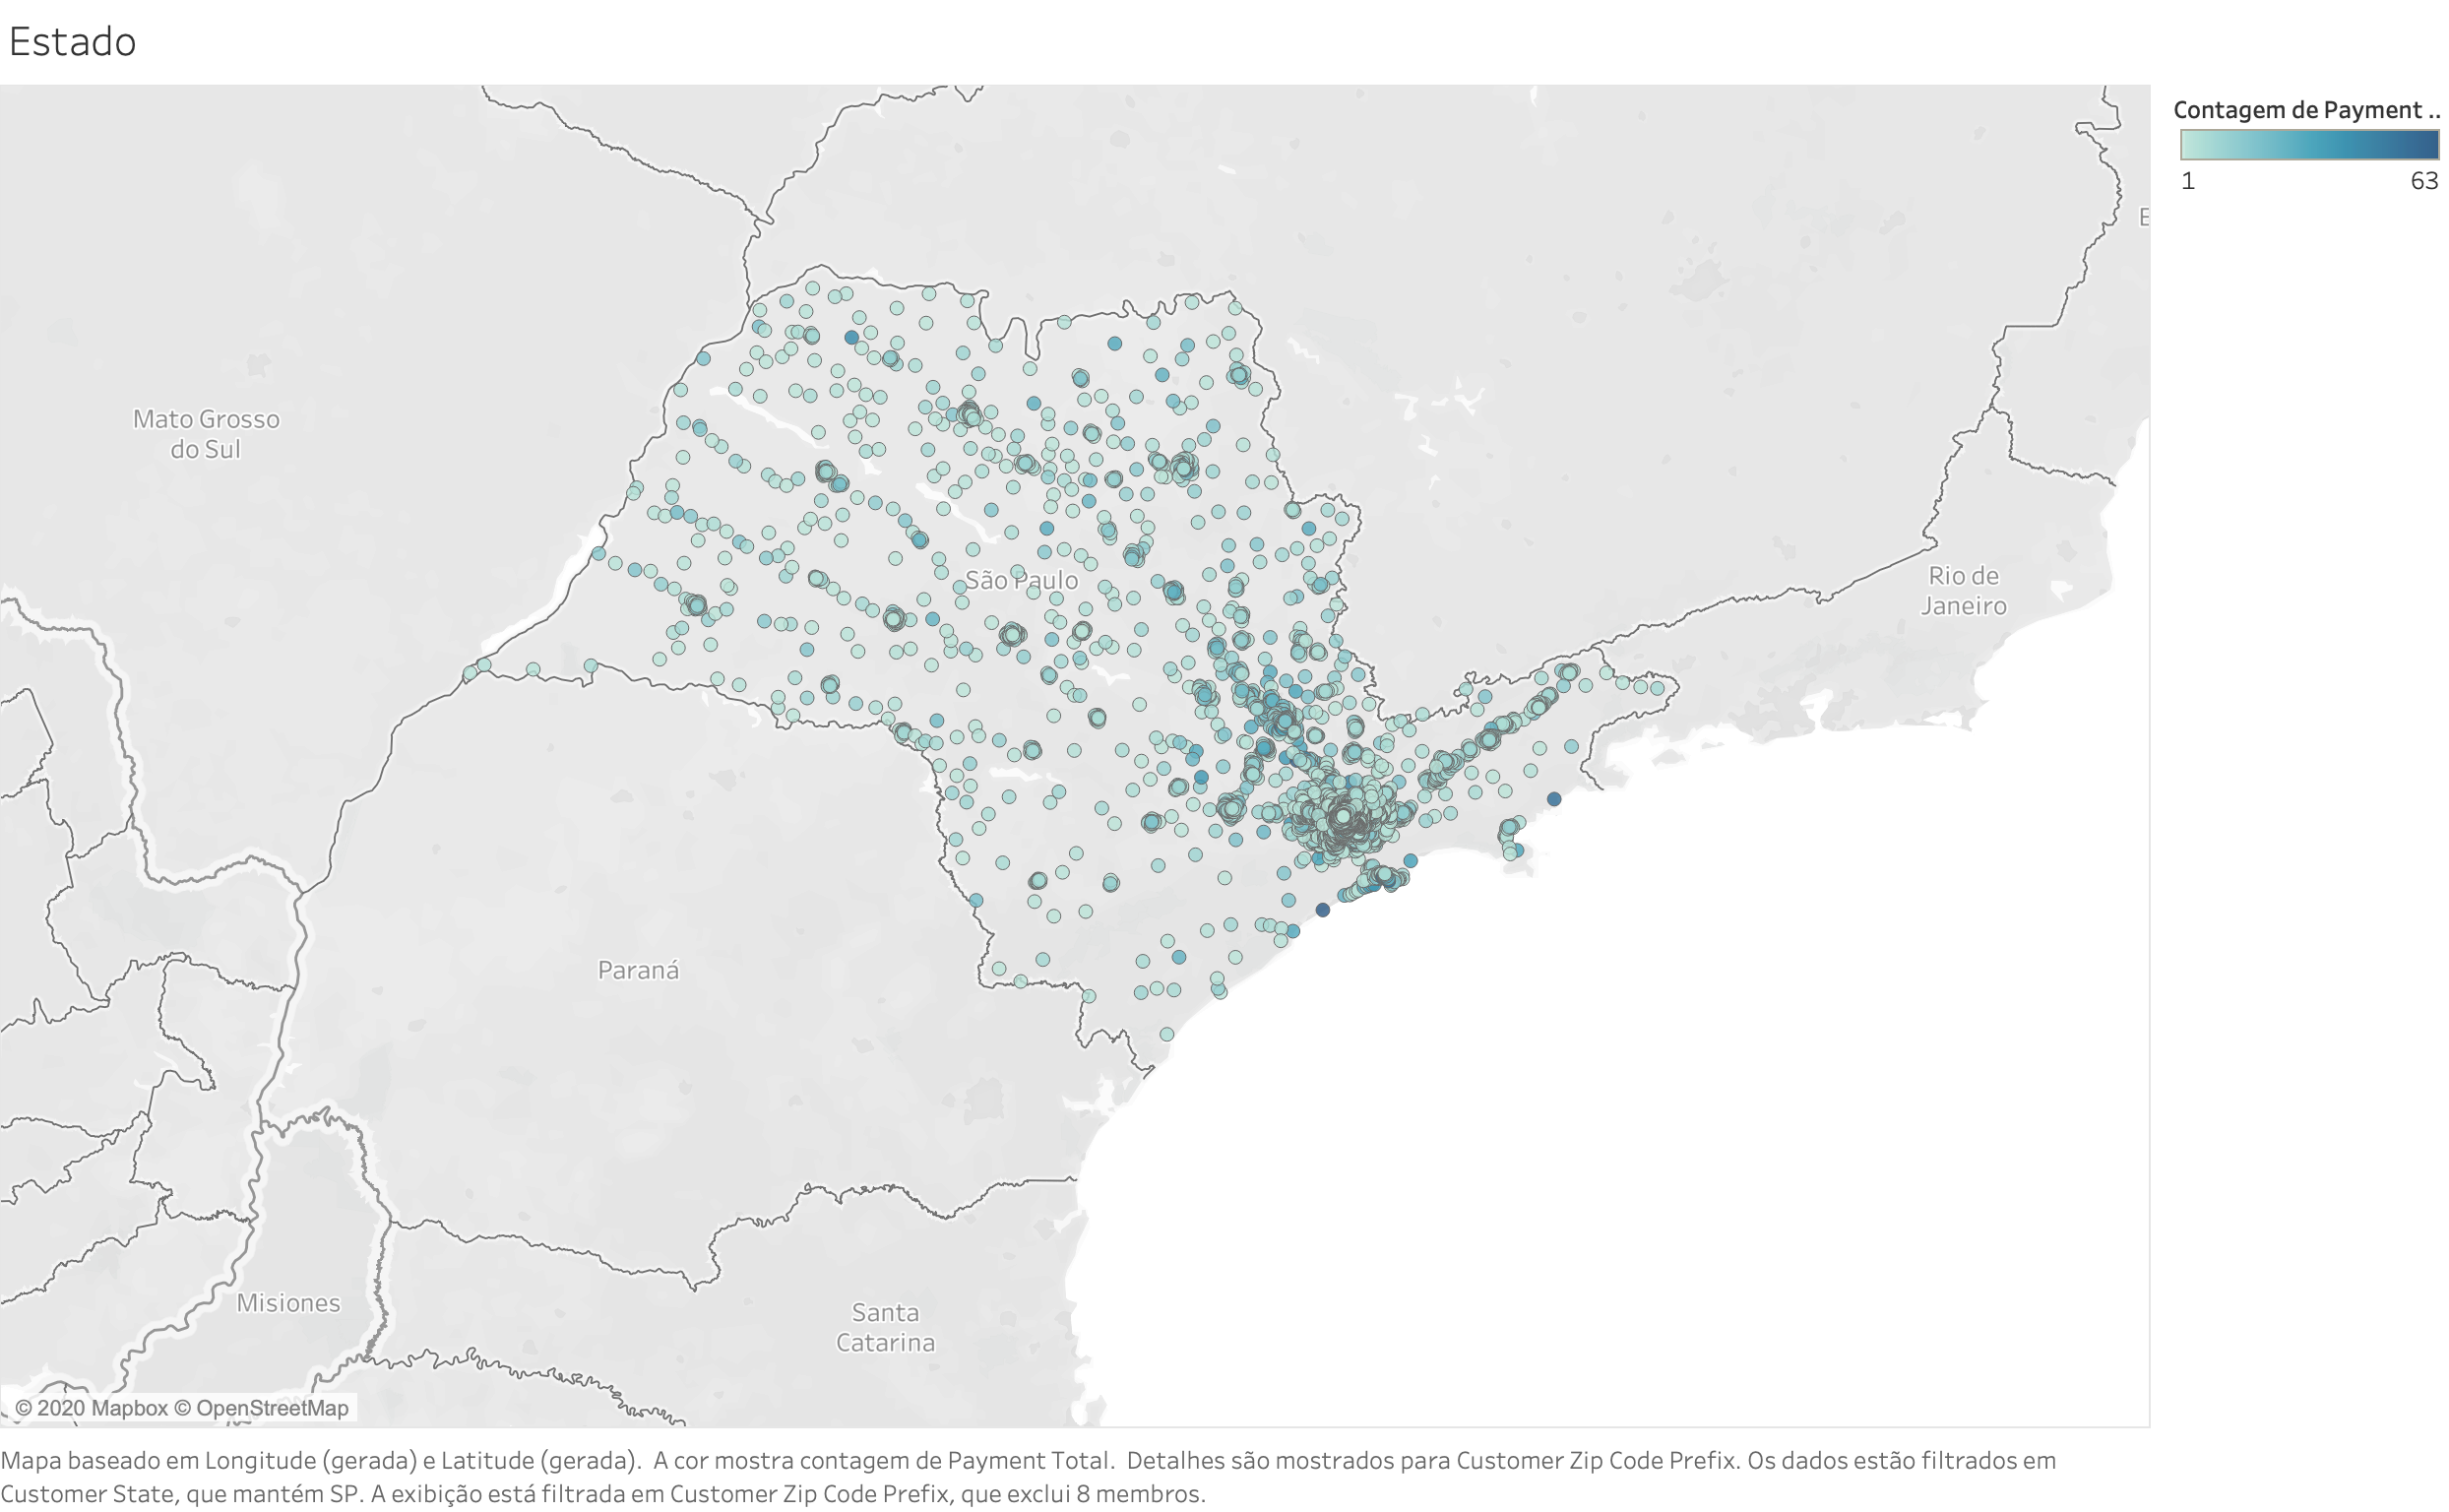 Estado
Contagem de Payment ..
1 63
E
Mato Grosso
do Sul
São Paulo
Rio de
Janeiro
Paraná
Misiones
Santa
Catarina
© 2020 Mapbox © OpenStreetMap
Mapa baseado em Longitude (gerada) e Latitude (gerada).  A cor mostra contagem de Payment Total.  Detalhes são mostrados para Customer Zip Code Prefix. Os dados estão filtrados em
Customer State, que mantém SP. A exibição está filtrada em Customer Zip Code Prefix, que exclui 8 membros.